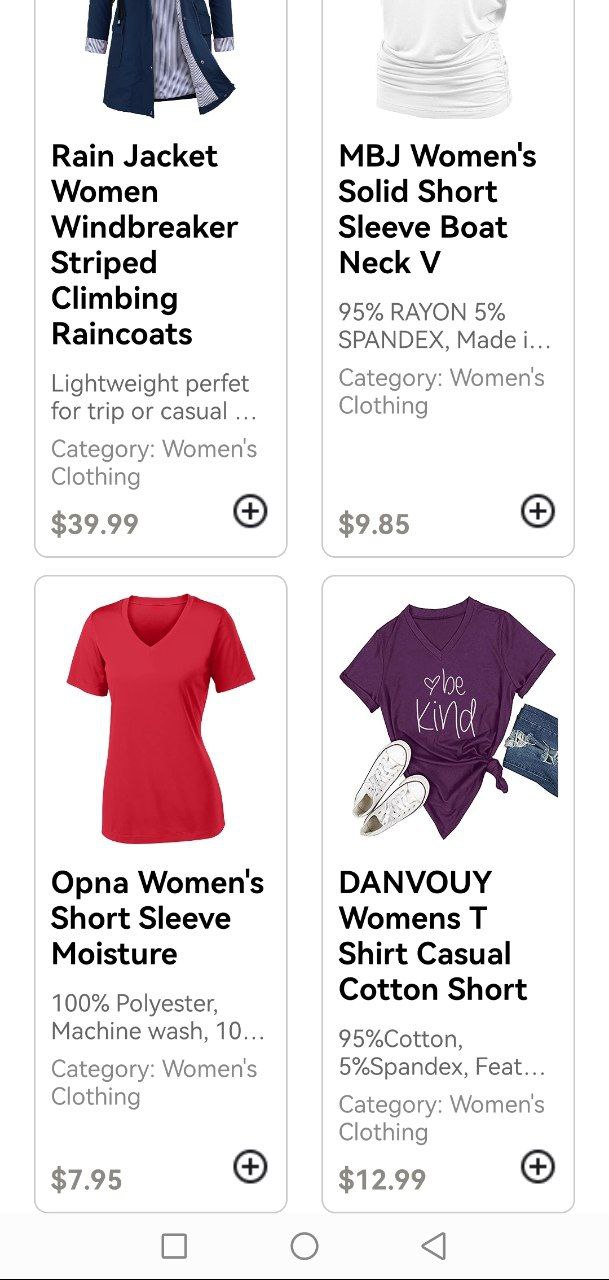 Rain Jacket
Women
Windbreaker
Striped
Climbing
Raincoats
Lightweight perfet
for trip or casual ...
Category: Women's
Clothing
$39.99
MBJ Women's
Solid Short
Sleeve Boat
Neck V
95% RAYON 5%
SPANDEX, Made i...
Category: Women's
Clothing
$9.85
Opna Women's
Short Sleeve
Moisture
100% Polyester,
Machine wash, 10...
Category: Women's
Clothing
$7.95
be
kind
DANVOUY
Womens T
Shirt Casual
Cotton Short
95%Cotton,
5%Spandex, Feat...
Category: Women's
Clothing
$12.99